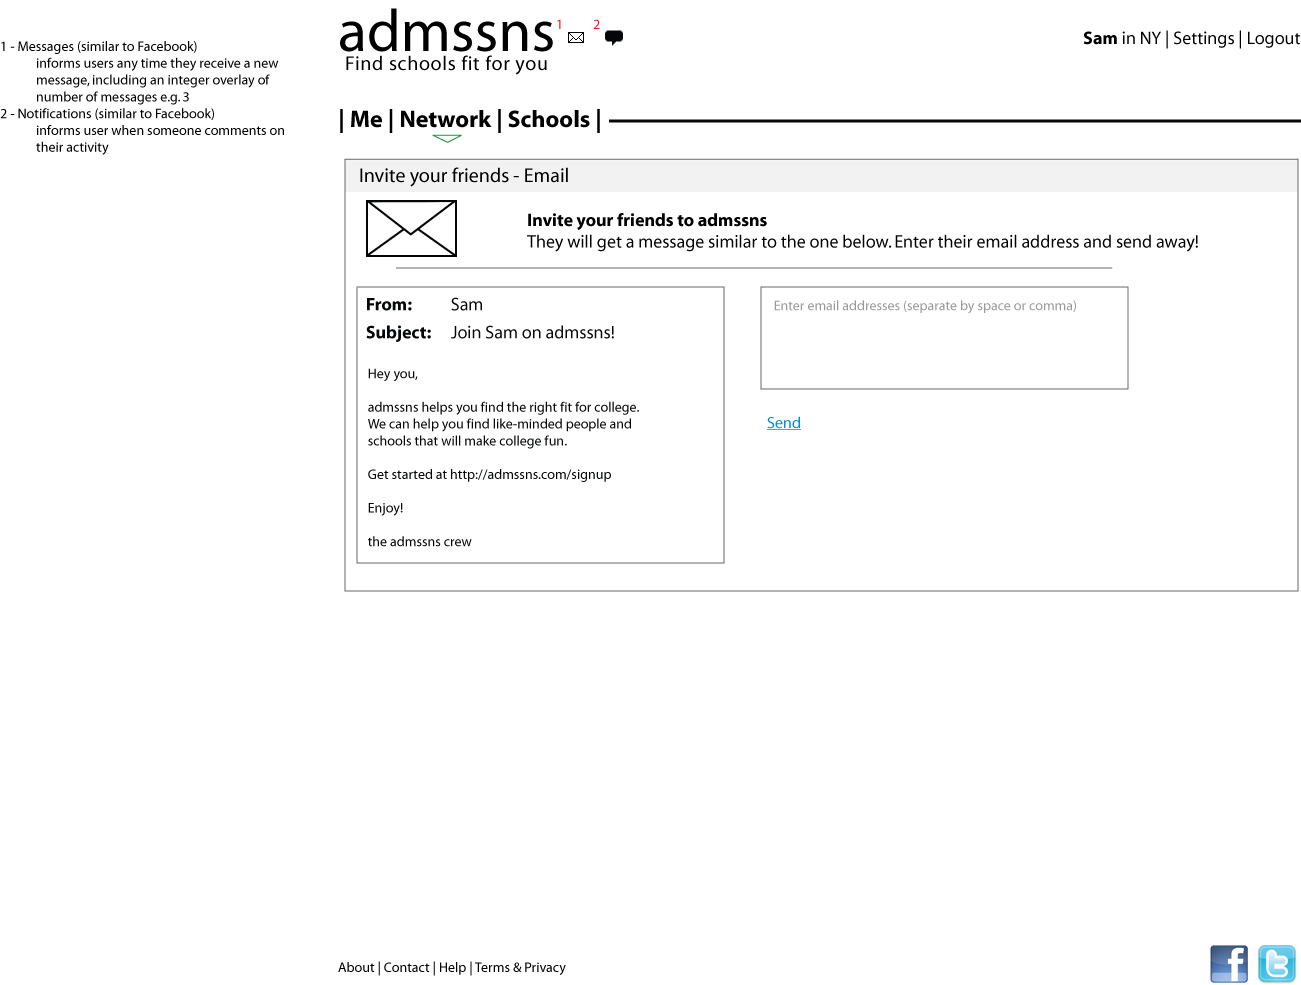 1 - Messages (similar to Facebook)
informs users any time they receive a new
message, including an integer overlay of
number of messages e.g. 3
2 - Notifications (similar to Facebook)
informs user when someone comments on
their activity
admssns
1
2
Find schools fit for you
Sam in NY | Settings | Logout
| Me | Network | Schools |
Invite your friends - Email
Invite your friends to admssns
They will get a message similar to the one below. Enter their email address and send away!
From: Sam
Subject: Join Sam on admssns!
Hey you,
admssns helps you find the right fit for college.
We can help you find like-minded people and
schools that will make college fun.
Get started at http://admssns.com/signup
Enjoy!
the admssns crew
Enter email addresses (separate by space or comma)
Send
About | Contact | Help | Terms & Privacy
f
t